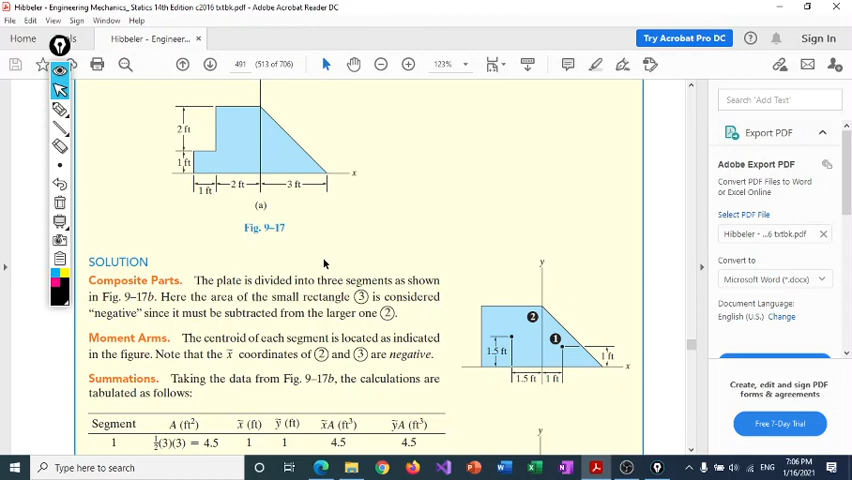 Hibbeler - Engineering Mechanics_ Statics 14th Edition c2016 txtbk.pdf - Adobe Acrobat Reader DC
File Edit View Sign Window Help
Home
Hibbeler - Engineer...
Try Acrobat Pro DC
Sign In
491 (513 of 706)
123%
2 ft
1 ft
1 ft
2 ft
3 ft
x
(a)
Fig. 9–17
SOLUTION
Composite Parts. The plate is divided into three segments as shown
in Fig. 9–17b. Here the area of the small rectangle ③ is considered
“negative” since it must be subtracted from the larger one ②.
Moment Arms. The centroid of each segment is located as indicated
in the figure. Note that the x̄ coordinates of ② and ③ are negative.
Summations. Taking the data from Fig. 9–17b, the calculations are
tabulated as follows:
Segment A (ft²) x̃ (ft) ỹ (ft) x̃A (ft³) ỹA (ft³)
1 ½(3)(3) = 4.5 1 1 4.5 4.5
y
2
1
1.5 ft
1 ft
1.5 ft
1 ft
x
y
Search 'Add Text'
Export PDF
Adobe Export PDF
Convert PDF Files to Word
or Excel Online
Select PDF File
Hibbeler - ...6 txtbk.pdf
Convert to
Microsoft Word (*.docx)
Document Language:
English (U.S.) Change
Create, edit and sign PDF
forms & agreements
Free 7-Day Trial
Type here to search
ENG
7:06 PM
1/16/2021